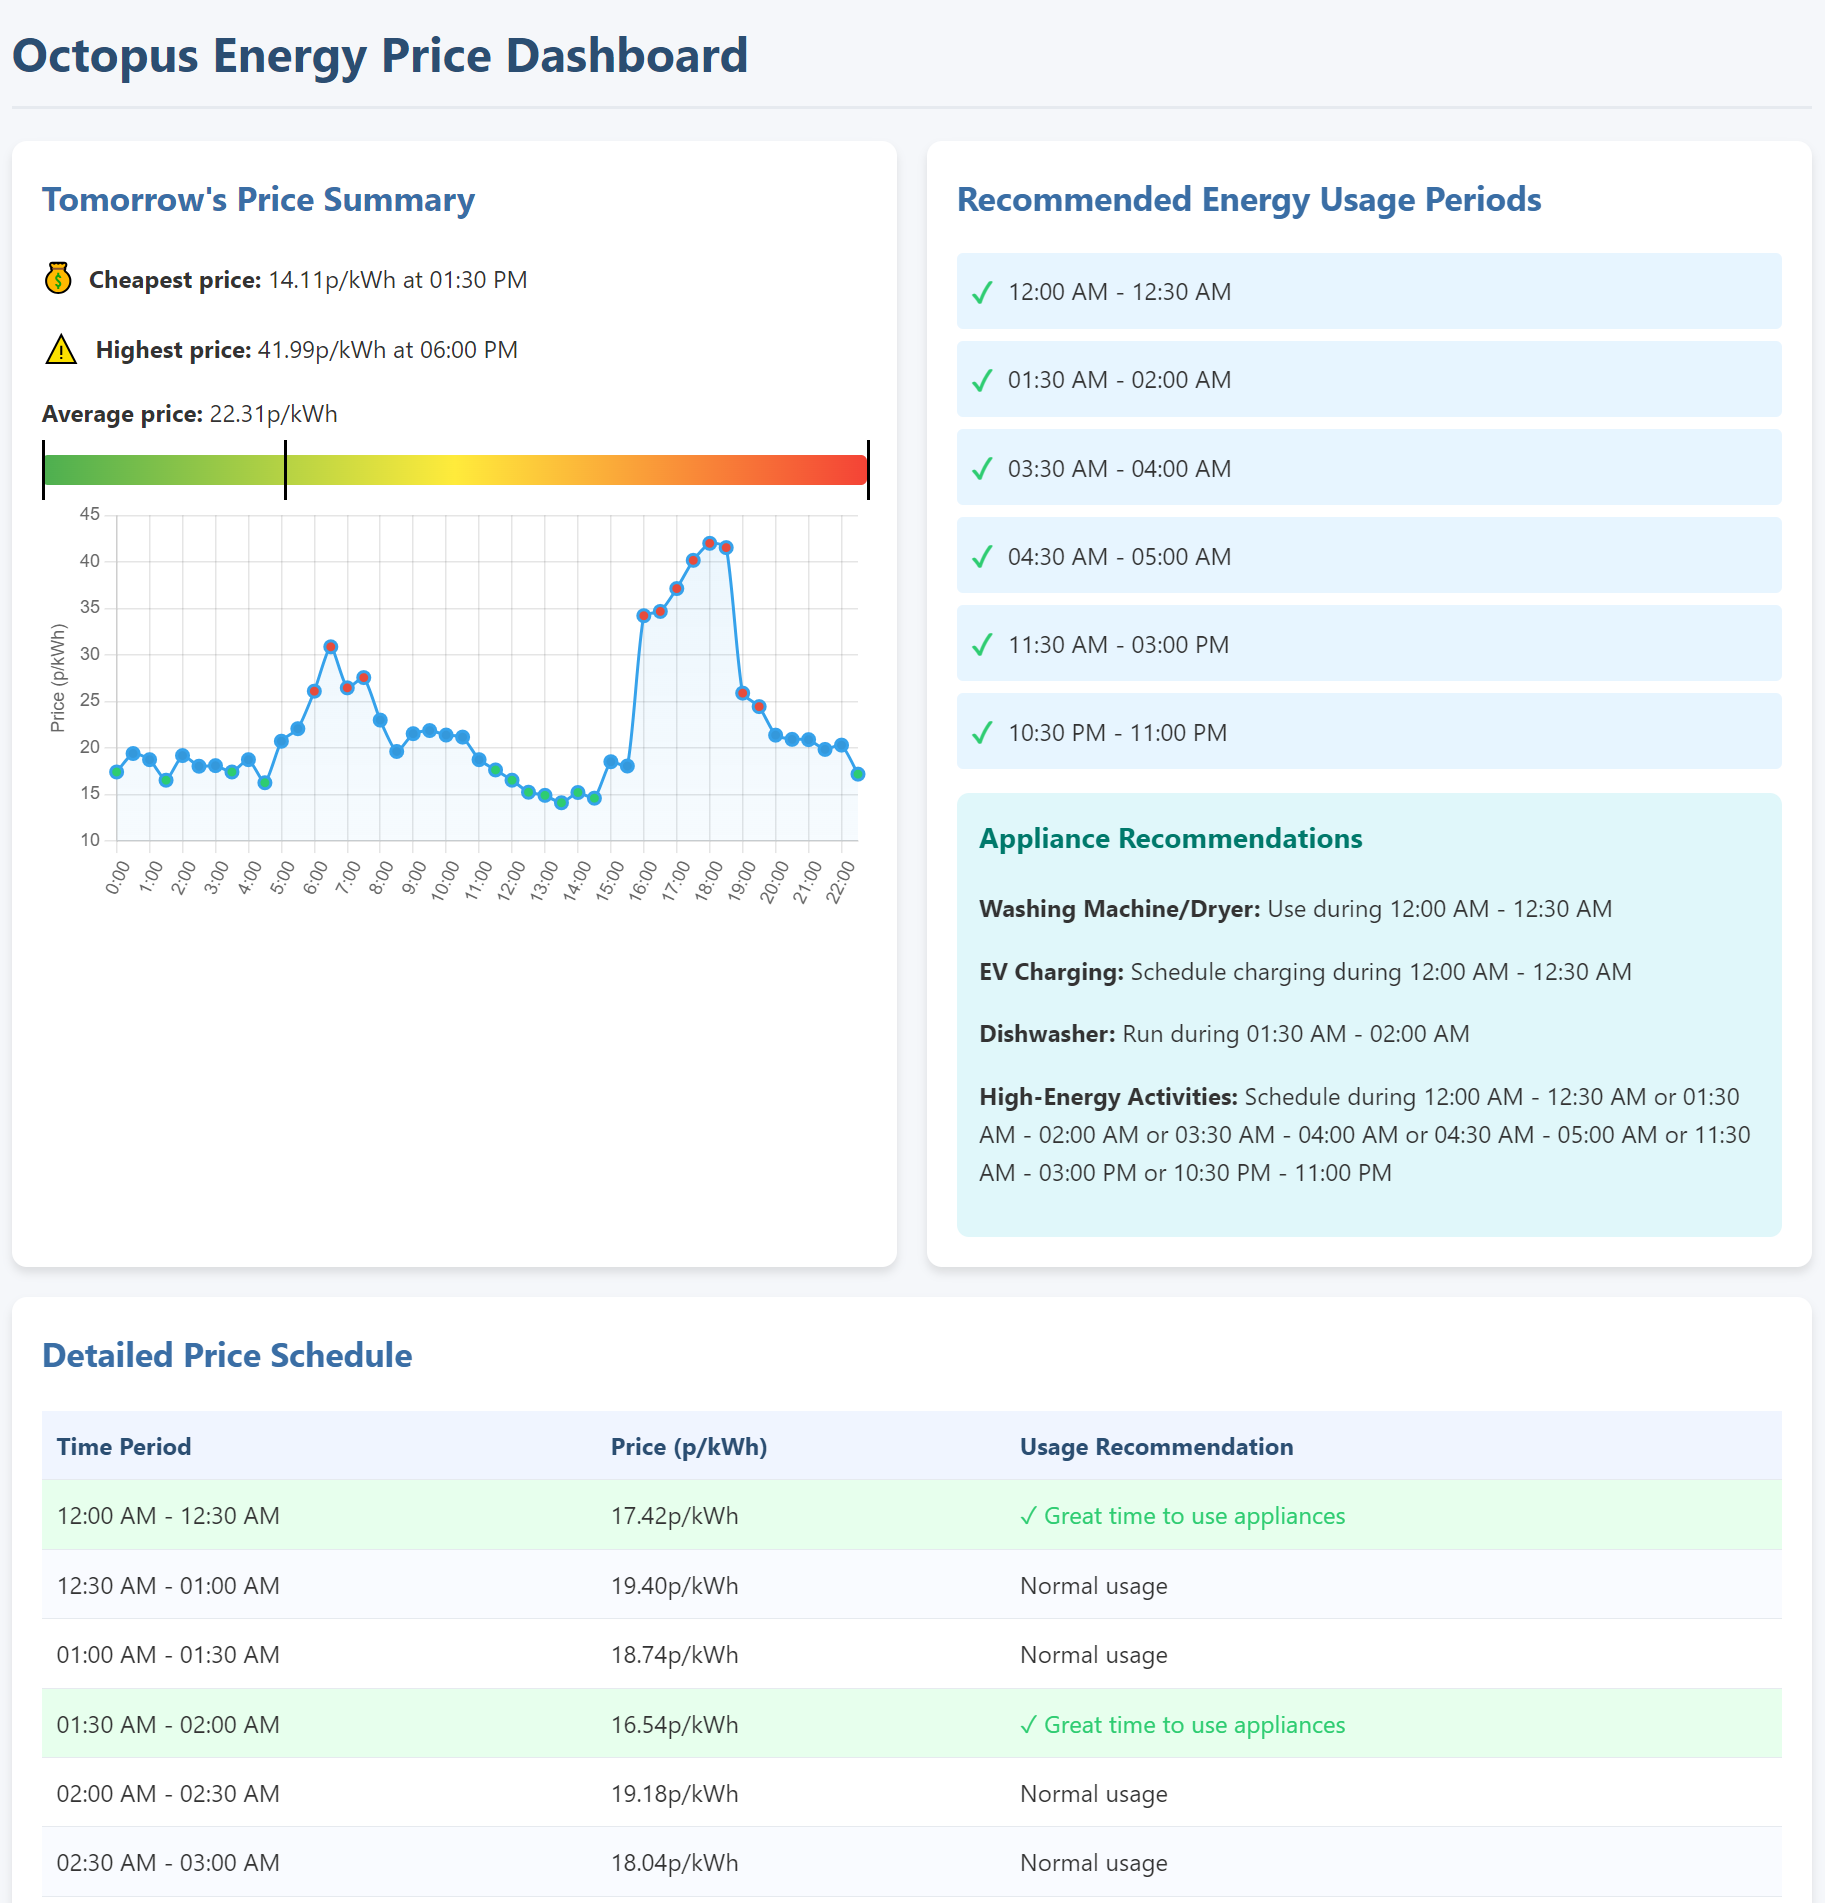 Octopus Energy Price Dashboard
Tomorrow's Price Summary
Cheapest price: 14.11p/kWh at 01:30 PM
Highest price: 41.99p/kWh at 06:00 PM
Average price: 22.31p/kWh
45
40
35
30
25
20
15
10
Price (p/kWh)
0:00
1:00
2:00
3:00
4:00
5:00
6:00
7:00
8:00
9:00
10:00
11:00
12:00
13:00
14:00
15:00
16:00
17:00
18:00
19:00
20:00
21:00
22:00
Recommended Energy Usage Periods
✓ 12:00 AM - 12:30 AM
✓ 01:30 AM - 02:00 AM
✓ 03:30 AM - 04:00 AM
✓ 04:30 AM - 05:00 AM
✓ 11:30 AM - 03:00 PM
✓ 10:30 PM - 11:00 PM
Appliance Recommendations
Washing Machine/Dryer: Use during 12:00 AM - 12:30 AM
EV Charging: Schedule charging during 12:00 AM - 12:30 AM
Dishwasher: Run during 01:30 AM - 02:00 AM
High-Energy Activities: Schedule during 12:00 AM - 12:30 AM or 01:30
AM - 02:00 AM or 03:30 AM - 04:00 AM or 04:30 AM - 05:00 AM or 11:30
AM - 03:00 PM or 10:30 PM - 11:00 PM
Detailed Price Schedule
Time Period Price (p/kWh) Usage Recommendation
12:00 AM - 12:30 AM 17.42p/kWh ✓ Great time to use appliances
12:30 AM - 01:00 AM 19.40p/kWh Normal usage
01:00 AM - 01:30 AM 18.74p/kWh Normal usage
01:30 AM - 02:00 AM 16.54p/kWh ✓ Great time to use appliances
02:00 AM - 02:30 AM 19.18p/kWh Normal usage
02:30 AM - 03:00 AM 18.04p/kWh Normal usage